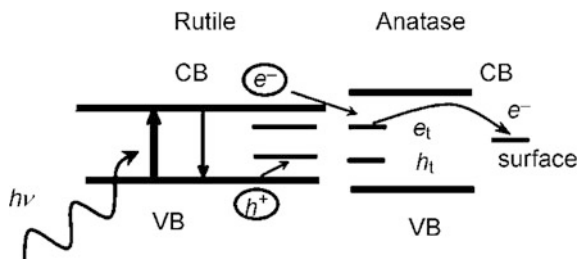 Rutile
Anatase
CB
e⁻
CB
e⁻
eₜ
hₜ
surface
hν
VB
h⁺
VB